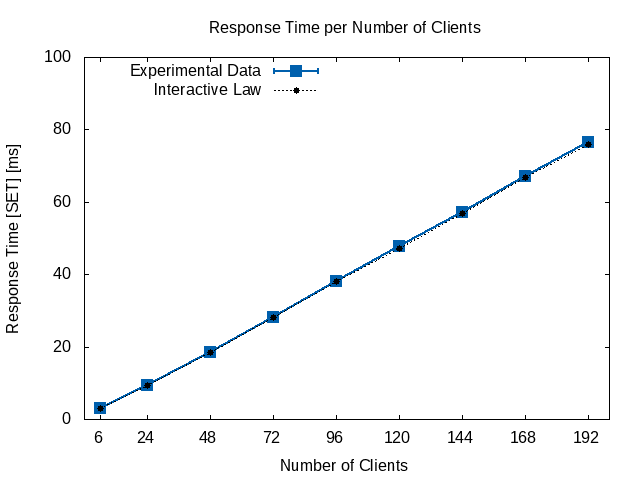 Response Time per Number of Clients
100
80
60
40
20
0
Response Time [SET] [ms]
Experimental Data
Interactive Law
6 24 48 72 96 120 144 168 192
Number of Clients